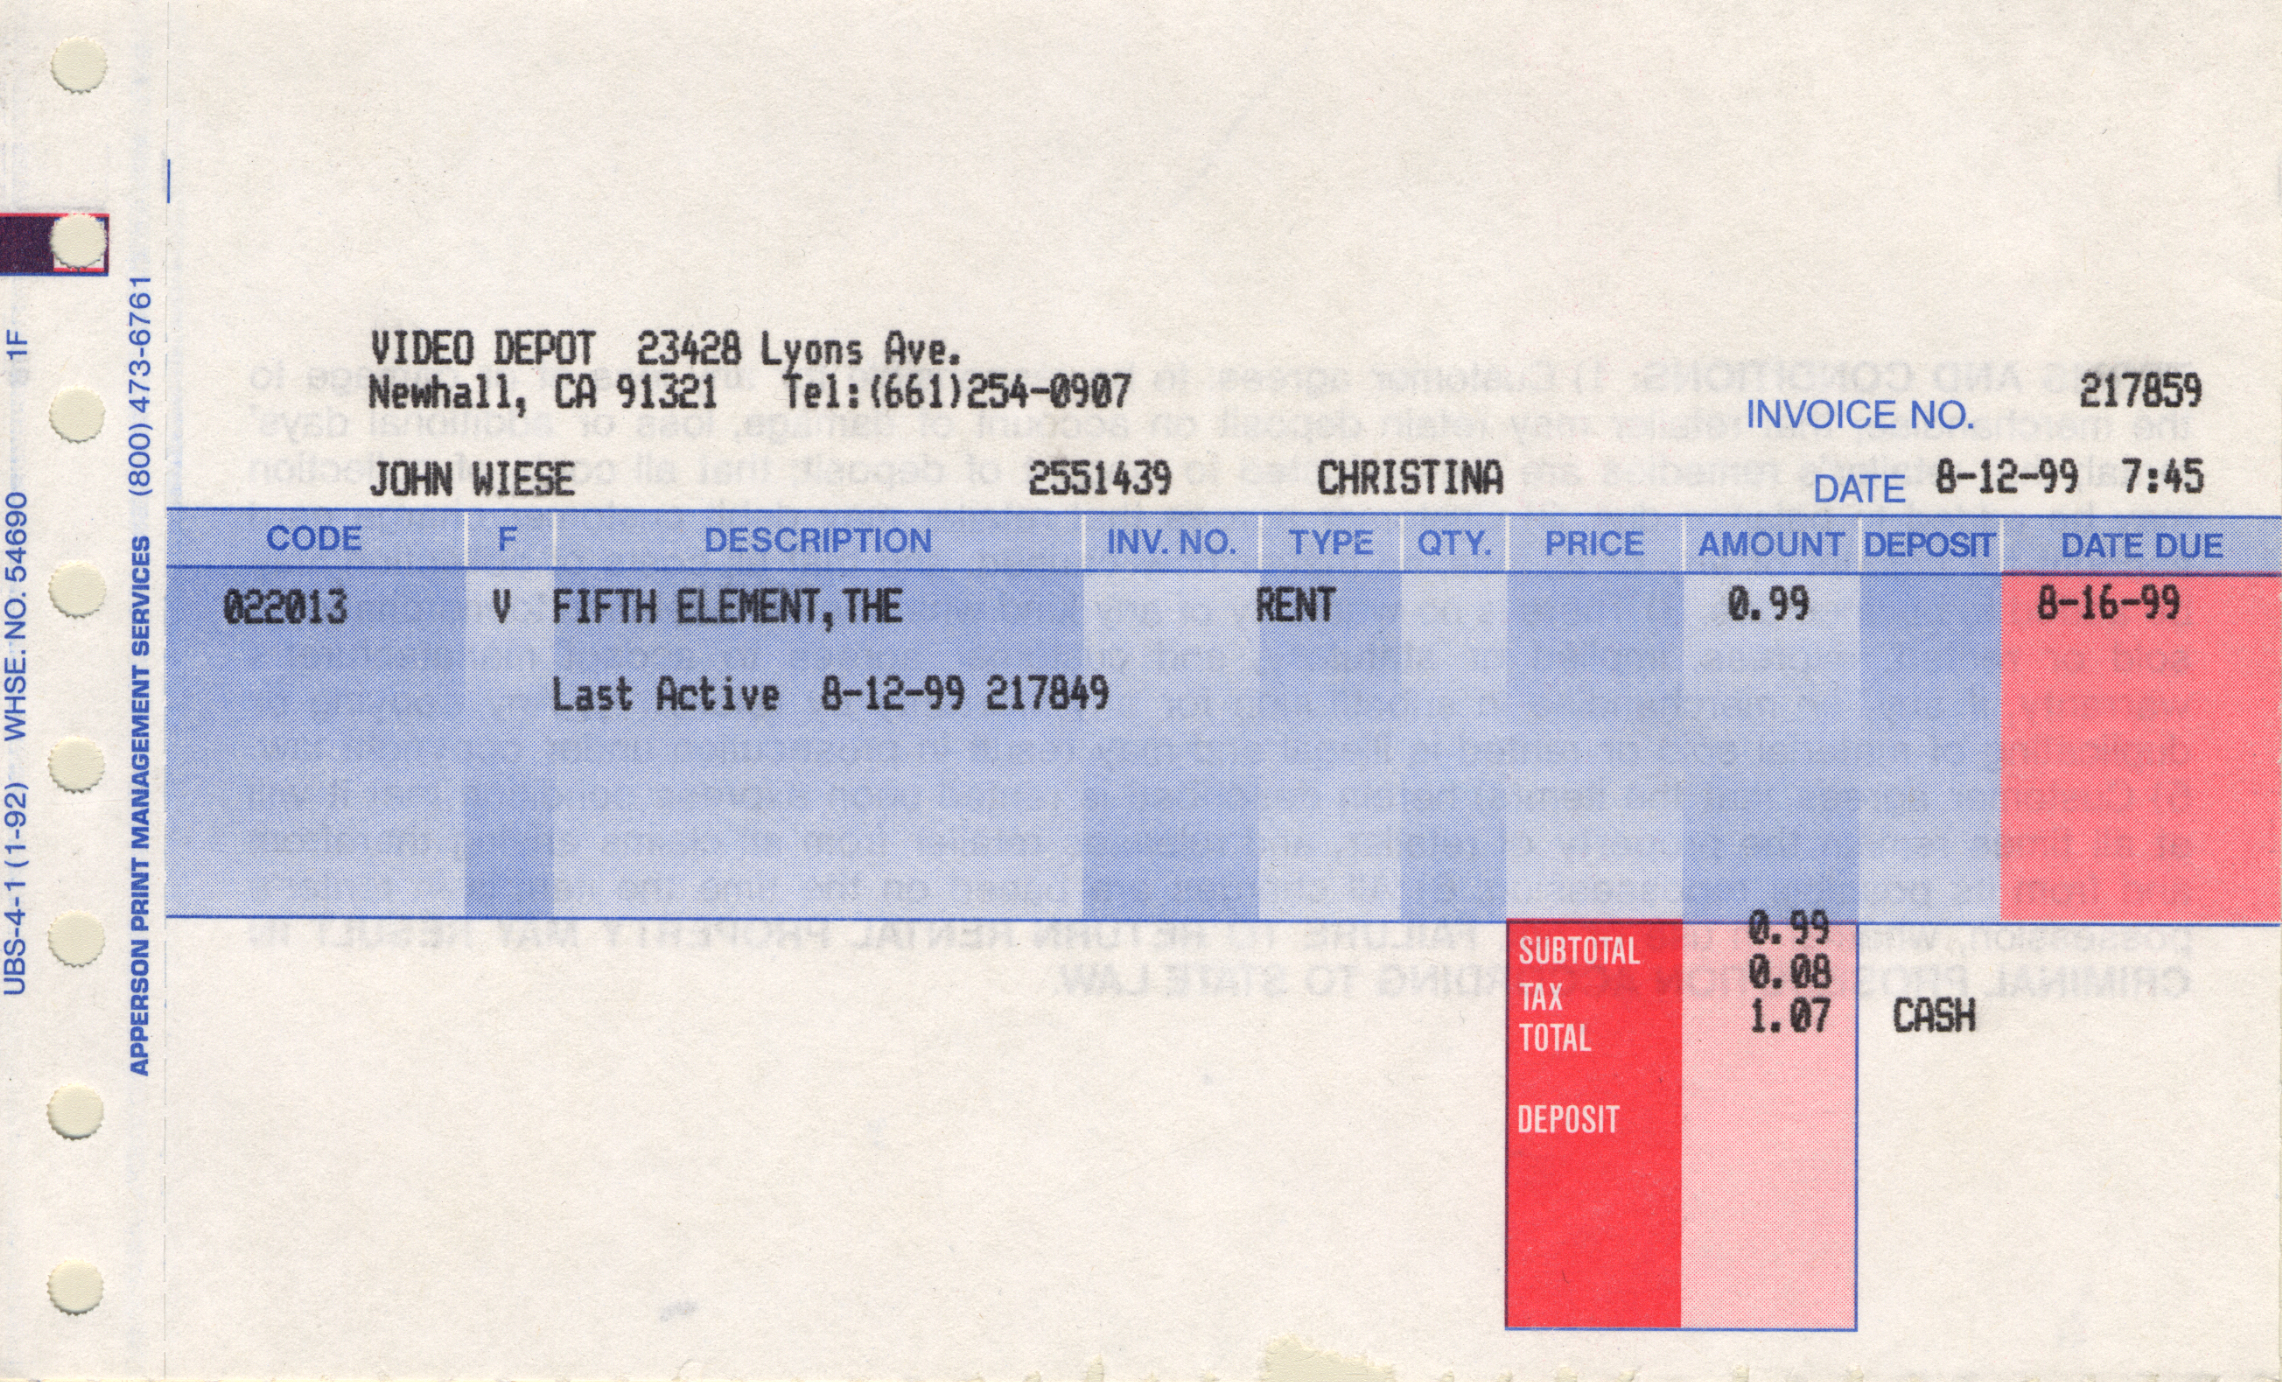 VIDEO DEPOT 23428 Lyons Ave.
Newhall, CA 91321 Tel:(661)254-0907
INVOICE NO. 217859
JOHN WIESE 2551439 CHRISTINA DATE 8-12-99 7:45
CODE F DESCRIPTION INV. NO. TYPE QTY. PRICE AMOUNT DEPOSIT DATE DUE
022013 V FIFTH ELEMENT,THE RENT 0.99 8-16-99
Last Active 8-12-99 217849
SUBTOTAL 0.99
TAX 0.08
TOTAL 1.07 CASH
DEPOSIT
UBS-4-1 (1-92) WHSE. NO. 54690 1F
APPERSON PRINT MANAGEMENT SERVICES (800) 473-6761